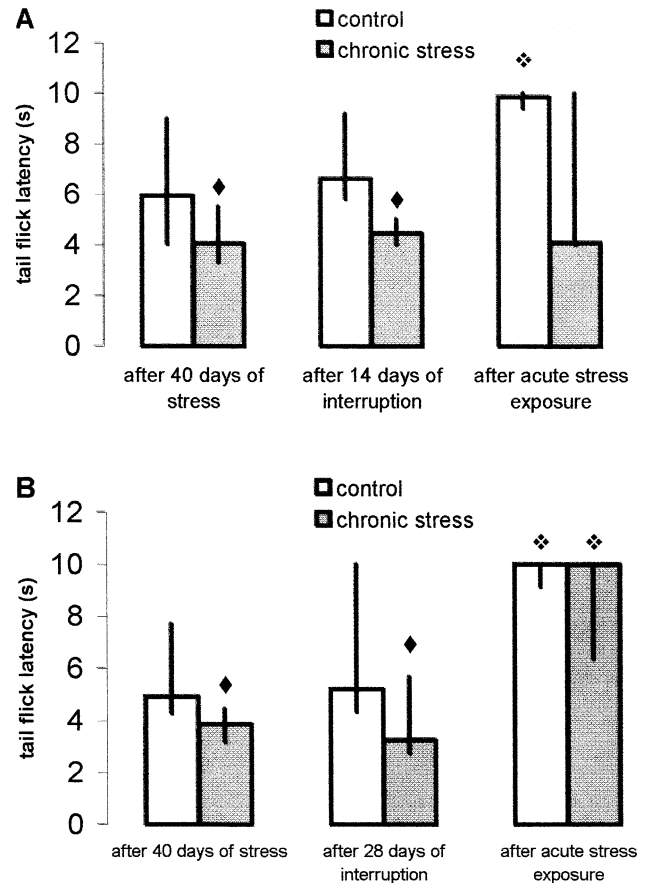 A
control
chronic stress
tail flick latency (s)
12
10
8
6
4
2
0
after 40 days of
stress
after 14 days of
interruption
after acute stress
exposure
B
control
chronic stress
tail flick latency (s)
12
10
8
6
4
2
0
after 40 days of stress
after 28 days of
interruption
after acute stress
exposure